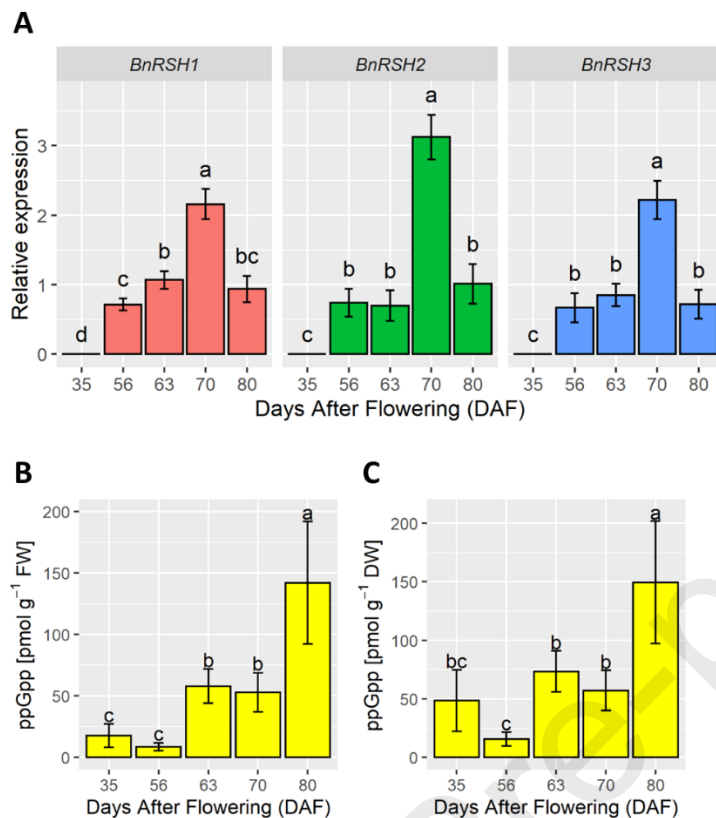 A
BnRSH1 BnRSH2 BnRSH3
Relative expression
3
2
1
0
d c b a bc
c b b a b
c b b a b
35 56 63 70 80 35 56 63 70 80 35 56 63 70 80
Days After Flowering (DAF)
B
ppGpp [pmol g⁻¹ FW]
200
150
100
50
0
c c b b a
35 56 63 70 80
Days After Flowering (DAF)
C
ppGpp [pmol g⁻¹ DW]
200
150
100
50
0
bc c b b a
35 56 63 70 80
Days After Flowering (DAF)